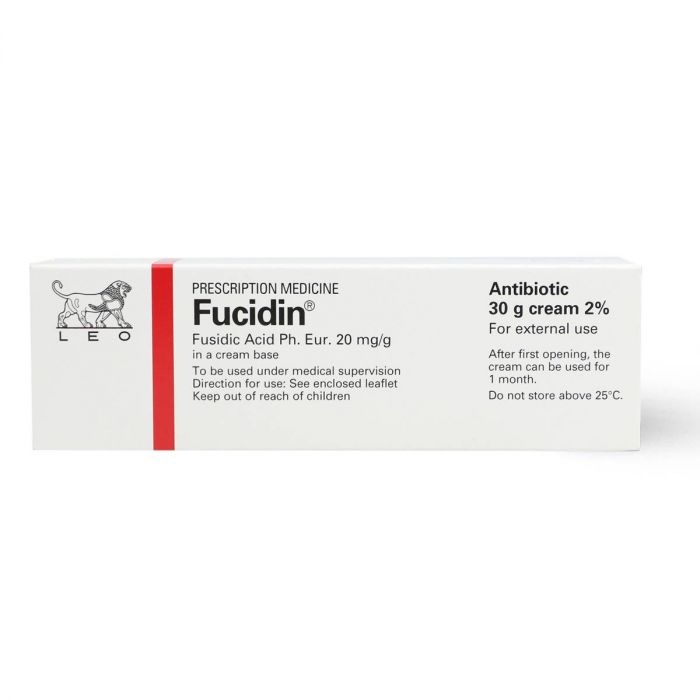 LEO
PRESCRIPTION MEDICINE
Fucidin®
Fusidic Acid Ph. Eur. 20 mg/g
in a cream base
To be used under medical supervision
Direction for use: See enclosed leaflet
Keep out of reach of children
Antibiotic
30 g cream 2%
For external use
After first opening, the
cream can be used for
1 month.
Do not store above 25°C.